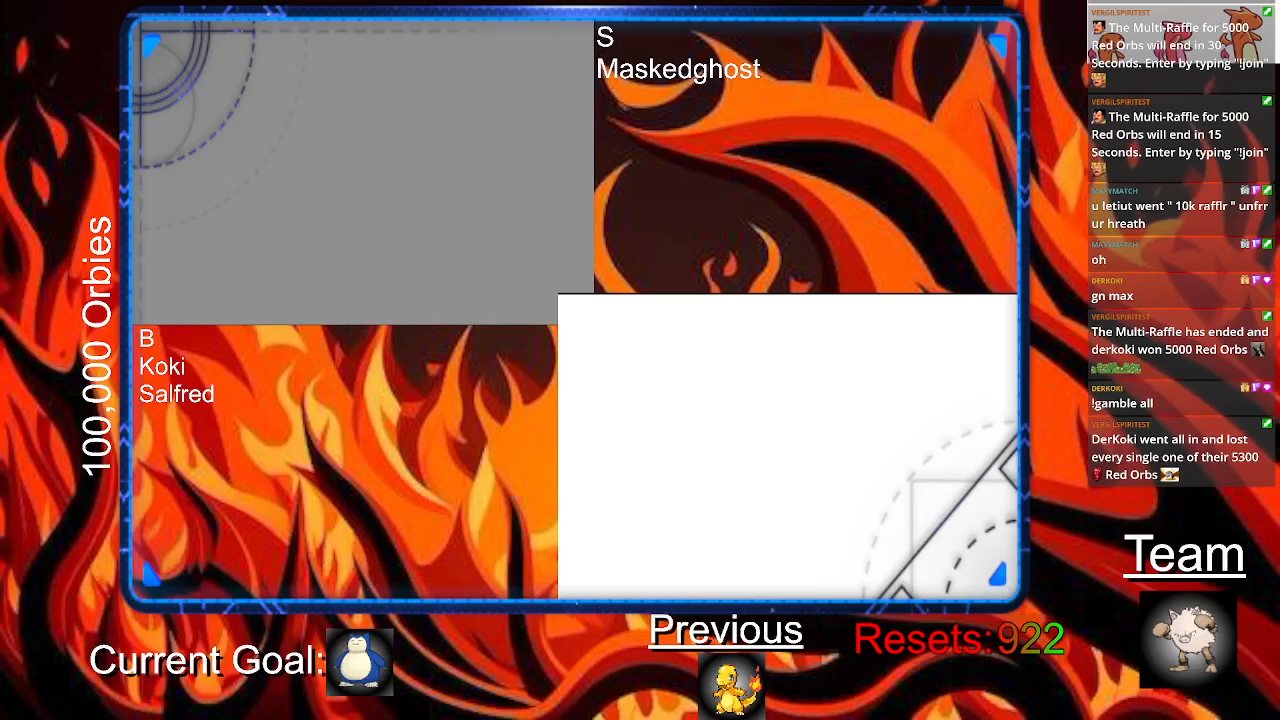 S
Maskedghost
B
Koki
Salfred
100,000 Orbies
Current Goal:
Previous
Resets:922
Team
VERGILSPIRITEST
The Multi-Raffle for 5000
Red Orbs will end in 30
Seconds. Enter by typing "!join"
VERGILSPIRITEST
The Multi-Raffle for 5000
Red Orbs will end in 15
Seconds. Enter by typing "!join"
MAXYMATCH
u letiut went " 10k rafflr " unfrr
ur hreath
MAXYMATCH
oh
DERKOKI
gn max
VERGILSPIRITEST
The Multi-Raffle has ended and
derkoki won 5000 Red Orbs
DERKOKI
!gamble all
VERGILSPIRITEST
DerKoki went all in and lost
every single one of their 5300
Red Orbs